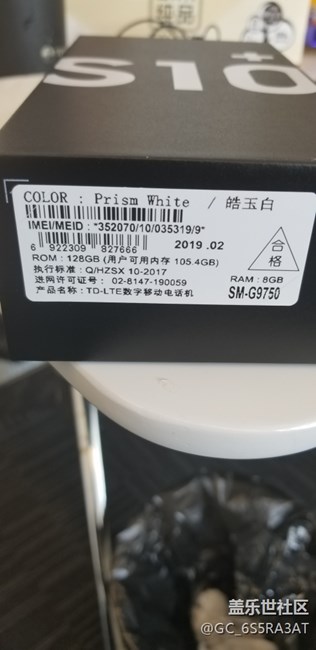 S10+
COLOR : Prism White / 皓玉白
IMEI/MEID : *352070/10/035319/9*
6 922309 827666
2019 .02
合格
ROM : 128GB (用户可用内存 105.4GB)
执行标准 : Q/HZSX 10-2017
RAM : 8GB
进网许可证号 : 02-8147-190059
SM-G9750
产品名称 : TD-LTE数字移动电话机
盖乐世社区
@GC_6S5RA3AT